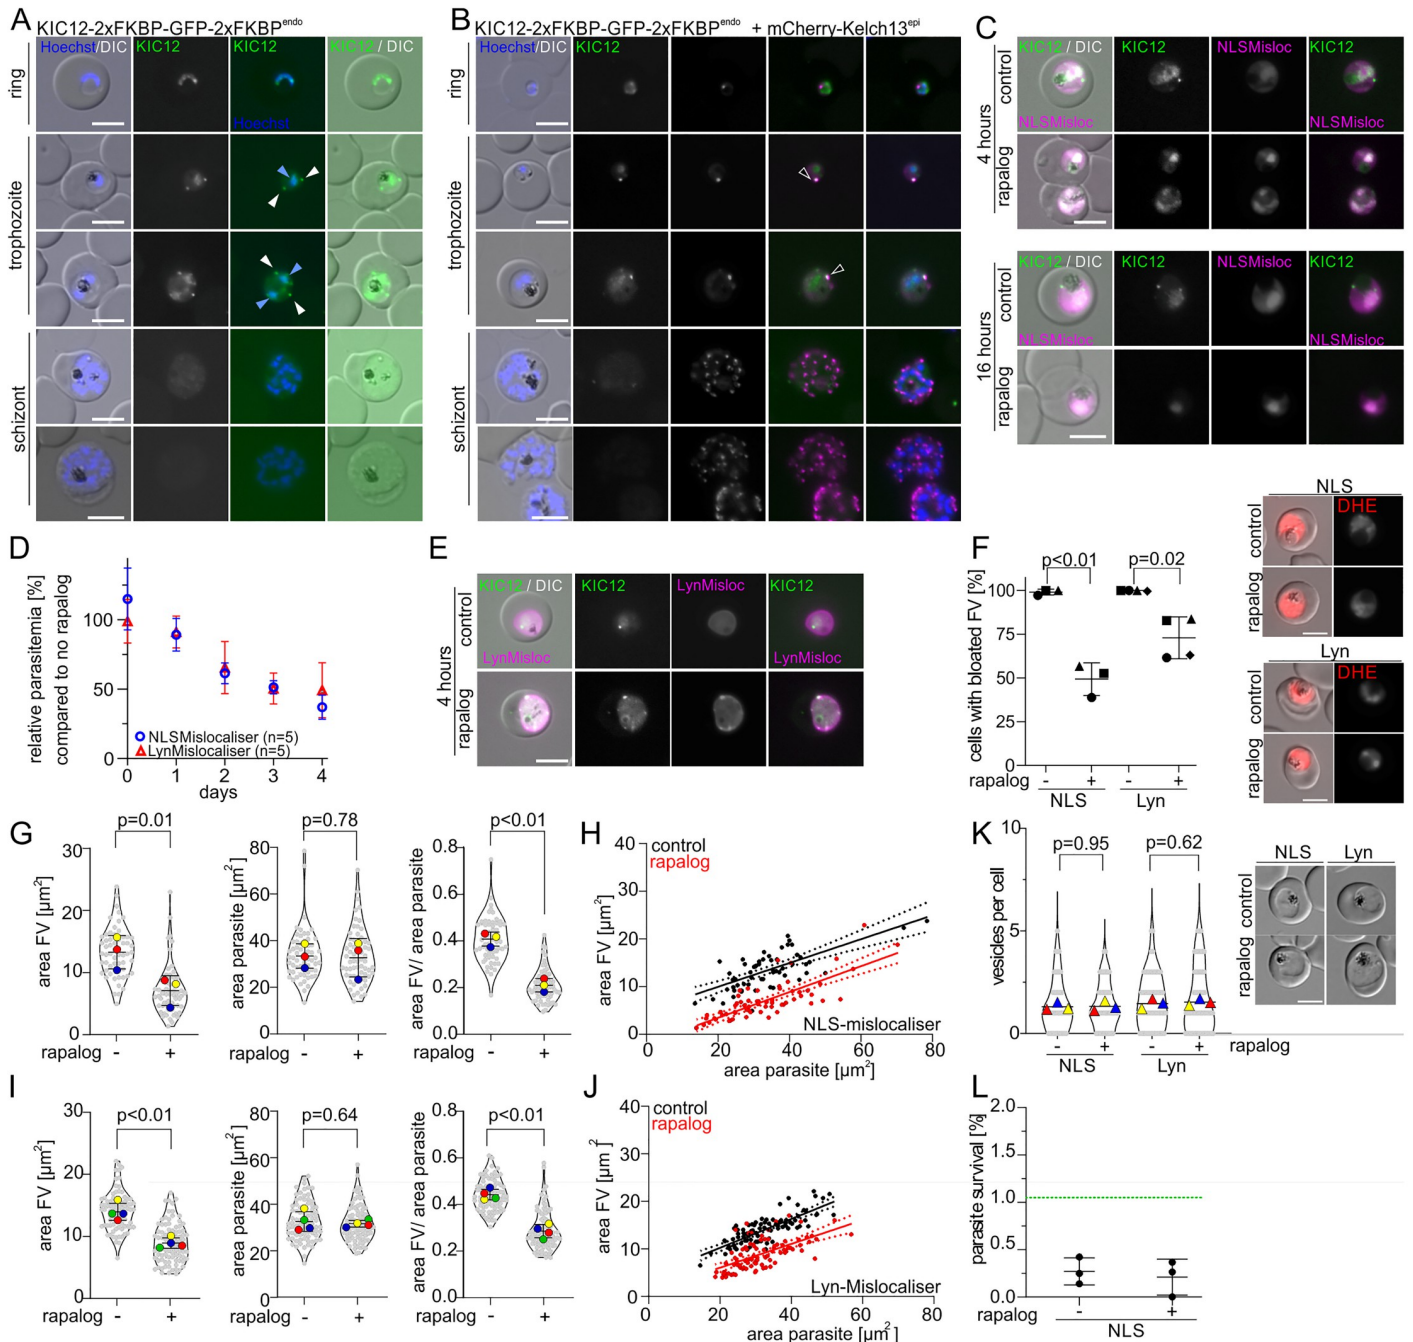 A
KIC12-2xFKBP-GFP-2xFKBPendo
Hoechst/DIC
KIC12
KIC12
Hoechst
KIC12 / DIC
ring
trophozoite
schizont
B
KIC12-2xFKBP-GFP-2xFKBPendo + mCherry-Kelch13epi
Hoechst/DIC
KIC12
ring
trophozoite
schizont
C
KIC12 / DIC
NLSMisloc
KIC12
NLSMisloc
KIC12
NLSMisloc
control
rapalog
4 hours
KIC12 / DIC
NLSMisloc
KIC12
NLSMisloc
KIC12
NLSMisloc
control
rapalog
16 hours
D
relative parasitemia [%]
compared to no rapalog
100
50
0
NLSMislocaliser (n=5)
LynMislocaliser (n=5)
0 1 2 3 4
days
E
KIC12 / DIC
LynMisloc
KIC12
LynMisloc
KIC12
LynMisloc
control
rapalog
4 hours
F
cells with bloated FV [%]
p<0.01
p=0.02
100
75
50
25
0
rapalog - + - +
NLS Lyn
NLS
DHE
control
rapalog
Lyn
DHE
control
rapalog
G
area FV [µm²]
p=0.01
30
20
10
0
rapalog - +
area parasite [µm²]
p=0.78
80
60
40
20
0
- +
area FV/ area parasite
p<0.01
0.8
0.6
0.4
0.2
0.0
- +
H
area FV [µm²]
40
30
20
10
0
control
rapalog
NLS-mislocaliser
0 20 40 60 80
area parasite [µm²]
K
vesicles per cell
10
5
0
p=0.95
p=0.62
- + - + rapalog
NLS Lyn
NLS Lyn
control
rapalog
I
area FV [µm²]
p<0.01
30
20
10
0
rapalog - +
area parasite [µm²]
p=0.64
80
60
40
20
0
- +
area FV/ area parasite
p<0.01
0.8
0.6
0.4
0.2
0.0
- +
J
area FV [µm²]
40
30
20
10
0
control
rapalog
Lyn-Mislocaliser
0 20 40 60 80
area parasite [µm²]
L
parasite survival [%]
2.0
1.5
1.0
0.5
0.0
rapalog - +
NLS